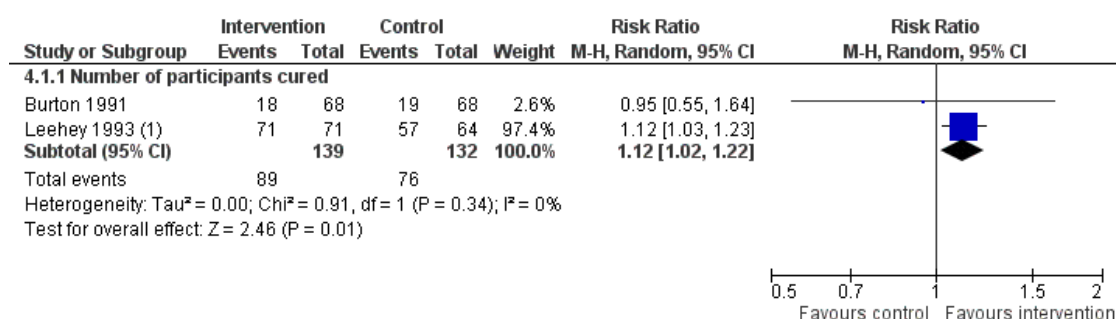 Intervention Control Risk Ratio Risk Ratio
Study or Subgroup Events Total Events Total Weight M-H, Random, 95% CI M-H, Random, 95% CI
4.1.1 Number of participants cured
Burton 1991 18 68 19 68 2.6% 0.95 [0.55, 1.64]
Leehey 1993 (1) 71 71 57 64 97.4% 1.12 [1.03, 1.23]
Subtotal (95% CI) 139 132 100.0% 1.12 [1.02, 1.22]
Total events 89 76
Heterogeneity: Tau² = 0.00; Chi² = 0.91, df = 1 (P = 0.34); I² = 0%
Test for overall effect: Z = 2.46 (P = 0.01)
0.5 0.7 1 1.5 2
Favours control Favours intervention